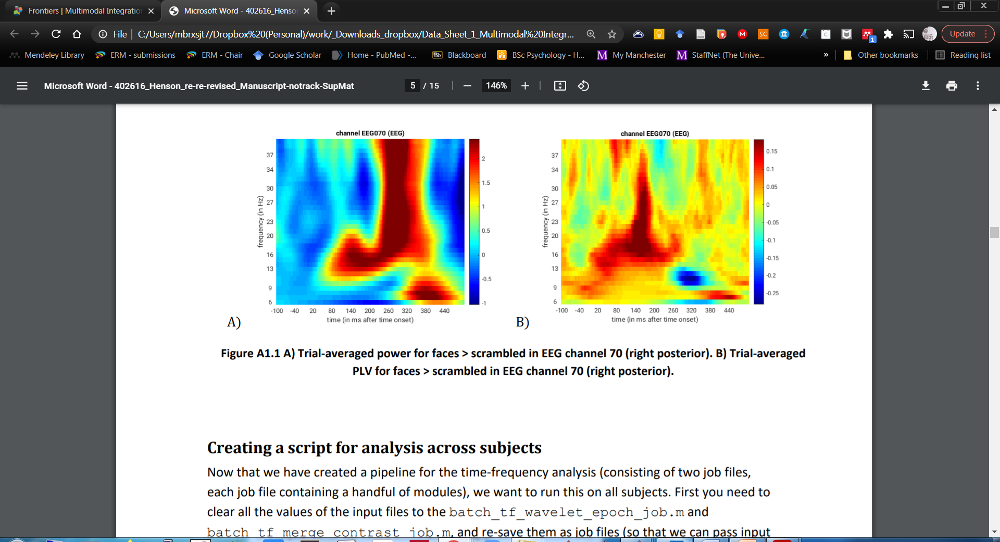 Frontiers | Multimodal Integratio
Microsoft Word - 402616_Henso
File
C:/Users/mbrxsjt7/Dropbox%20(Personal)/work/_Downloads_dropbox/Data_Sheet_1_Multimodal%20Integr...
SC
1
Update
Mendeley Library
ERM - submissions
ERM - Chair
Google Scholar
Home - PubMed -...
Bb Blackboard
BSc Psychology - H...
M My Manchester
M StaffNet (The Unive...
»
Other bookmarks
Reading list
Microsoft Word - 402616_Henson_re-re-revised_Manuscript-notrack-SupMat
5 / 15
146%
channel EEG070 (EEG)
37
34
30
27
23
20
16
13
9
6
frequency (in Hz)
-100 -40 20 80 140 200 260 320 380 440
time (in ms after time onset)
2
1.5
1
0.5
0
-0.5
-1
A)
channel EEG070 (EEG)
37
34
30
27
23
20
16
13
9
6
frequency (in Hz)
-100 -40 20 80 140 200 260 320 380 440
time (in ms after time onset)
0.15
0.1
0.05
0
-0.05
-0.1
-0.15
-0.2
-0.25
B)
Figure A1.1 A) Trial-averaged power for faces > scrambled in EEG channel 70 (right posterior). B) Trial-averaged
PLV for faces > scrambled in EEG channel 70 (right posterior).
Creating a script for analysis across subjects
Now that we have created a pipeline for the time-frequency analysis (consisting of two job files,
each job file containing a handful of modules), we want to run this on all subjects. First you need to
clear all the values of the input files to the batch_tf_wavelet_epoch_job.m and
batch_tf_merge_contrast_job.m, and re-save them as job files (so that we can pass input